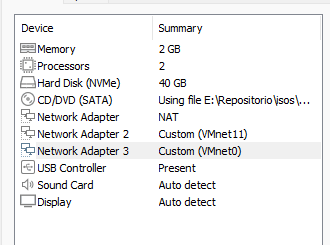 Device Summary
Memory 2 GB
Processors 2
Hard Disk (NVMe) 40 GB
CD/DVD (SATA) Using file E:\Repositorio\isos\...
Network Adapter NAT
Network Adapter 2 Custom (VMnet11)
Network Adapter 3 Custom (VMnet0)
USB Controller Present
Sound Card Auto detect
Display Auto detect